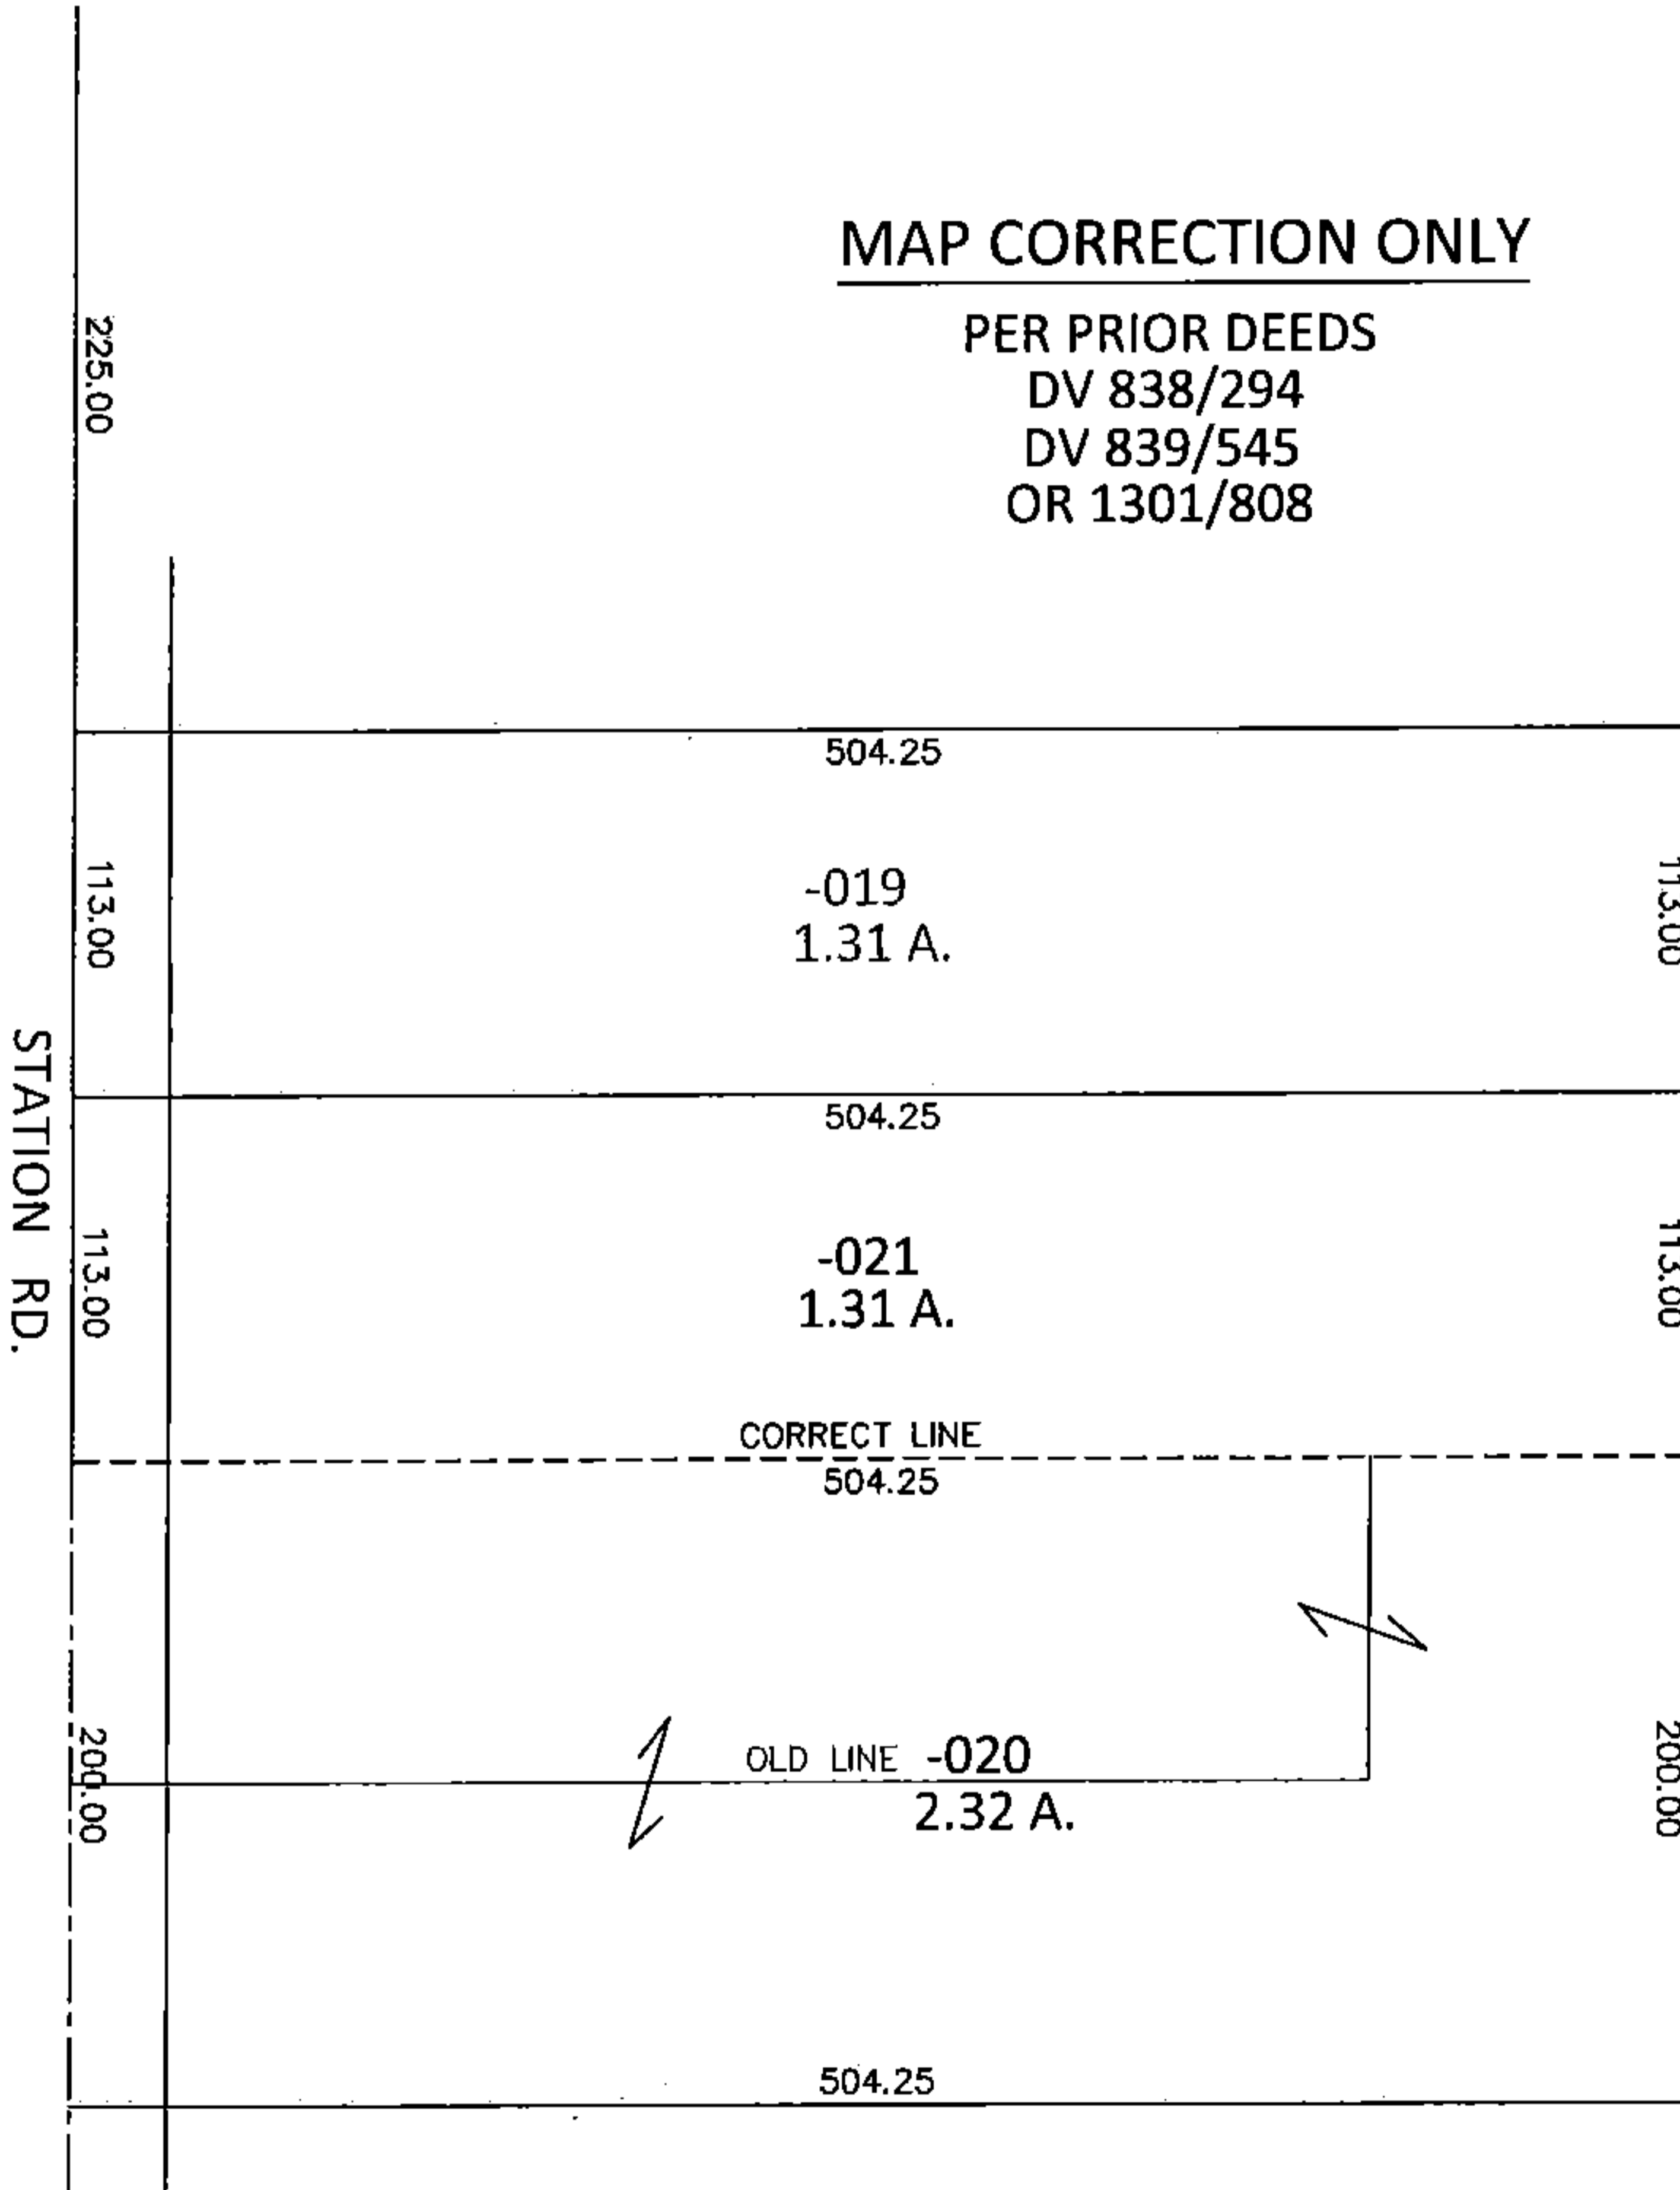 MAP CORRECTION ONLY
PER PRIOR DEEDS
DV 838/294
DV 839/545
OR 1301/808
225.00
504.25
113.00
-019
1.31 A.
113.00
504.25
STATION RD.
113.00
-021
1.31 A.
113.00
CORRECT LINE
504.25
200.00
OLD LINE -020
2.32 A.
200.00
504.25